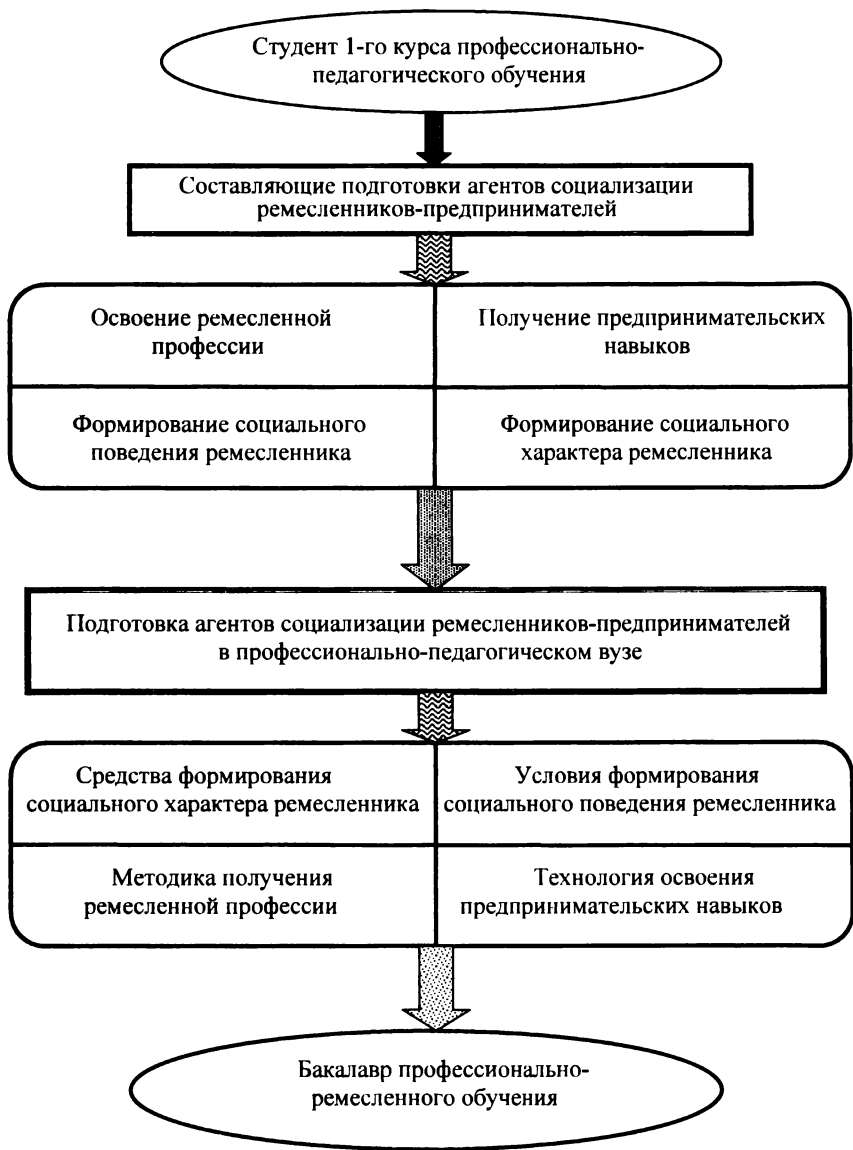 Студент 1-го курса профессионально-
педагогического обучения
Составляющие подготовки агентов социализации
ремесленников-предпринимателей
Освоение ремесленной
профессии
Получение предпринимательских
навыков
Формирование социального
поведения ремесленника
Формирование социального
характера ремесленника
Подготовка агентов социализации ремесленников-предпринимателей
в профессионально-педагогическом вузе
Средства формирования
социального характера ремесленника
Условия формирования
социального поведения ремесленника
Методика получения
ремесленной профессии
Технология освоения
предпринимательских навыков
Бакалавр профессионально-
ремесленного обучения